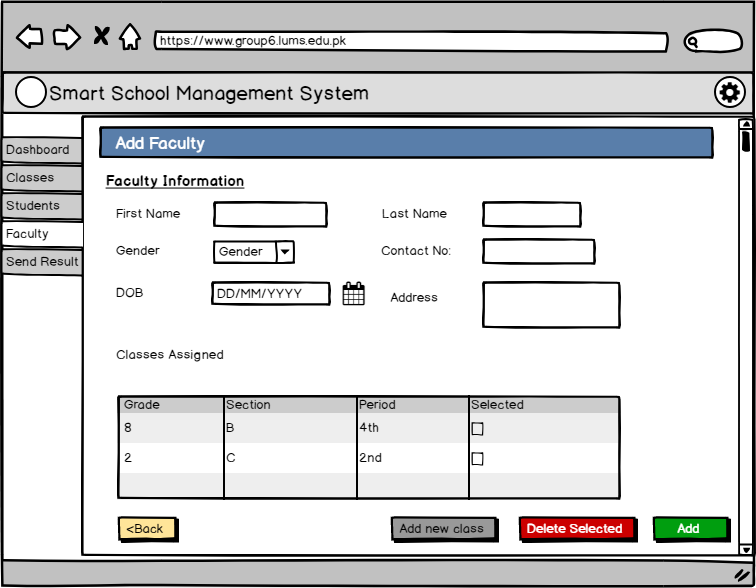 https://www.group6.lums.edu.pk
Smart School Management System
Dashboard
Classes
Students
Faculty
Send Result
Add Faculty
Faculty Information
First Name
Last Name
Gender
Gender
Contact No:
DOB
DD/MM/YYYY
Address
Classes Assigned
Grade Section Period Selected
8 B 4th
2 C 2nd
<Back
Add new class
Delete Selected
Add